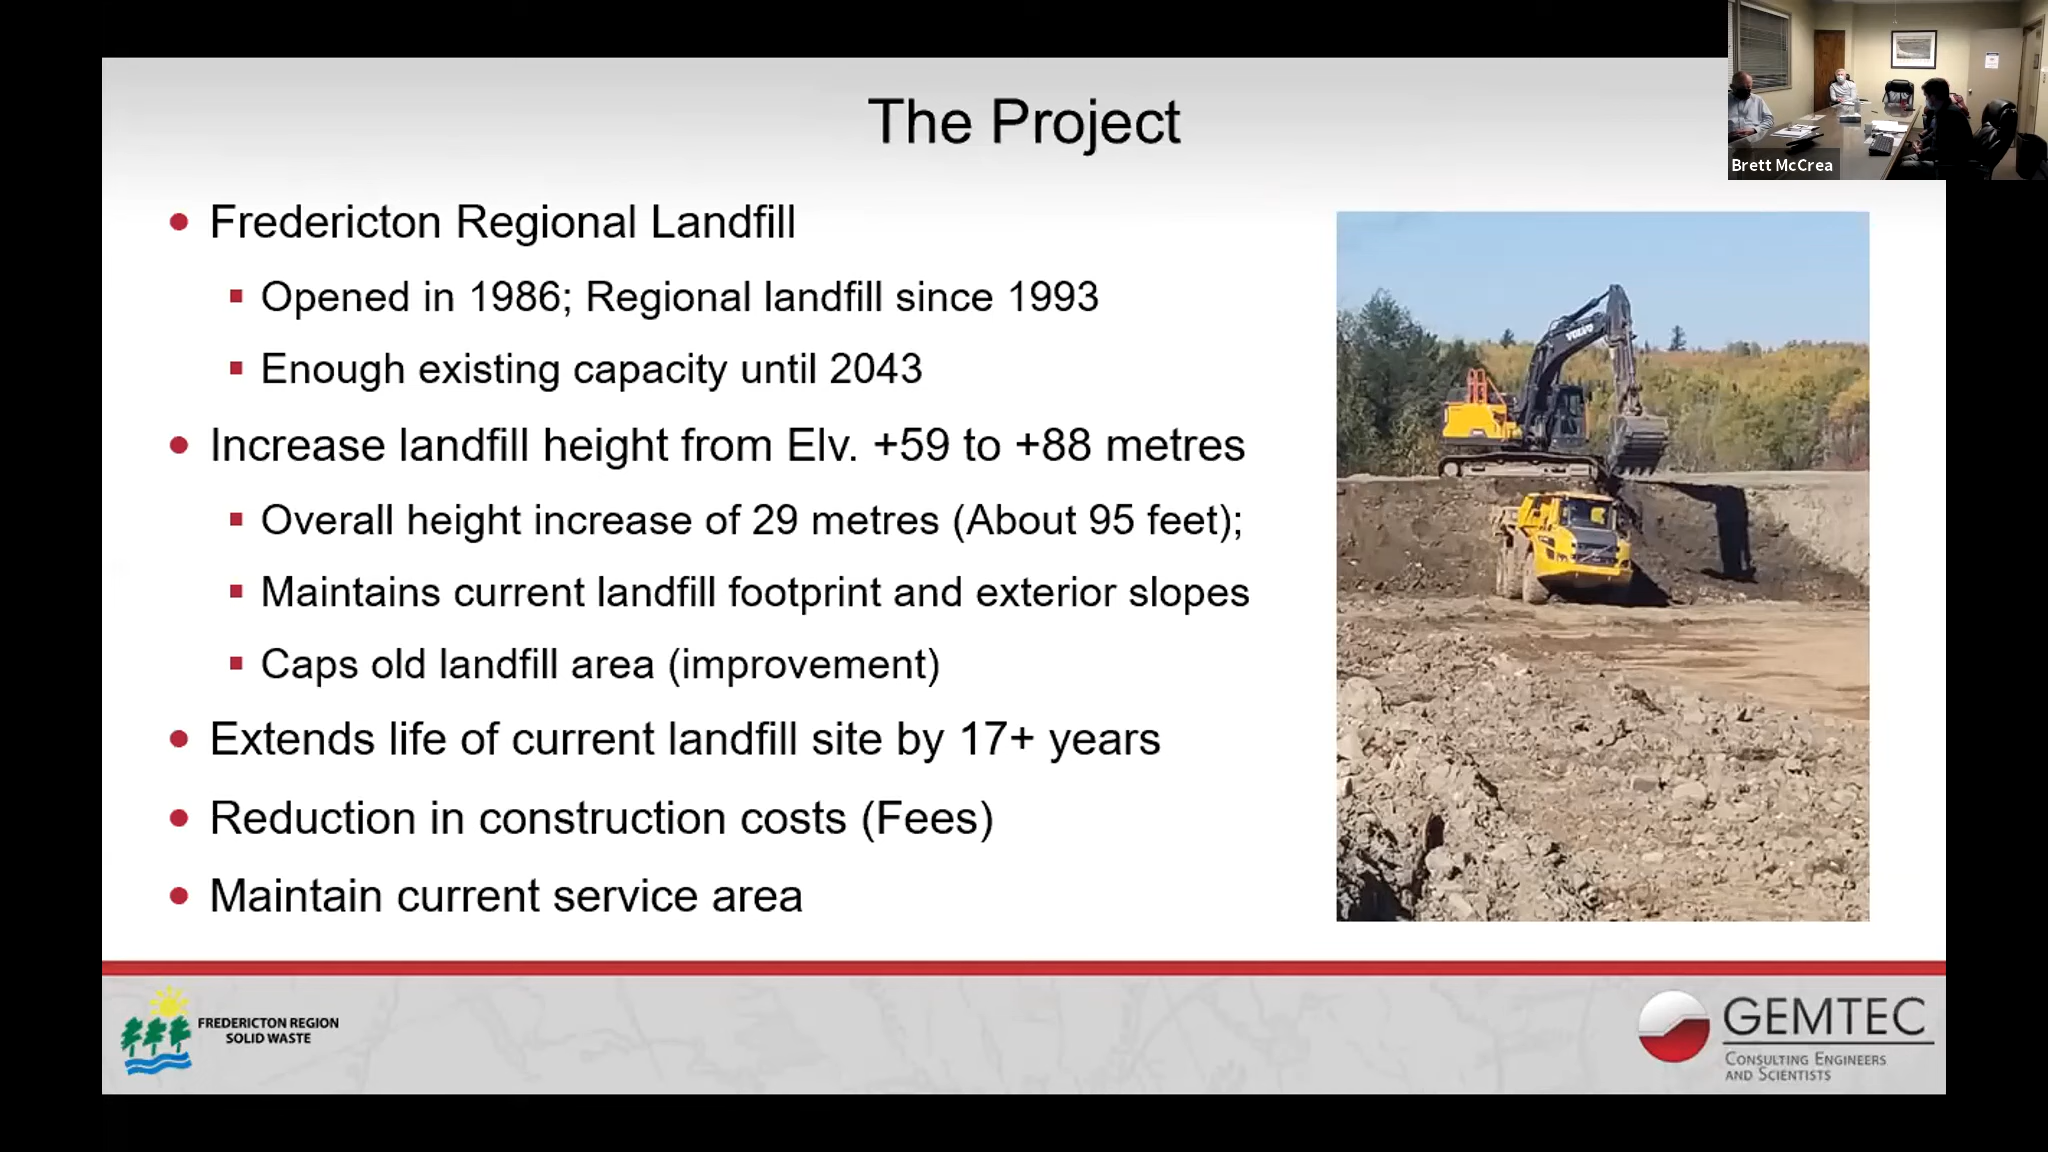 The Project
Brett McCrea
Fredericton Regional Landfill
Opened in 1986; Regional landfill since 1993
Enough existing capacity until 2043
Increase landfill height from Elv. +59 to +88 metres
Overall height increase of 29 metres (About 95 feet);
Maintains current landfill footprint and exterior slopes
Caps old landfill area (improvement)
Extends life of current landfill site by 17+ years
Reduction in construction costs (Fees)
Maintain current service area
VOLVO
FREDERICTON REGION
SOLID WASTE
GEMTEC
CONSULTING ENGINEERS
AND SCIENTISTS